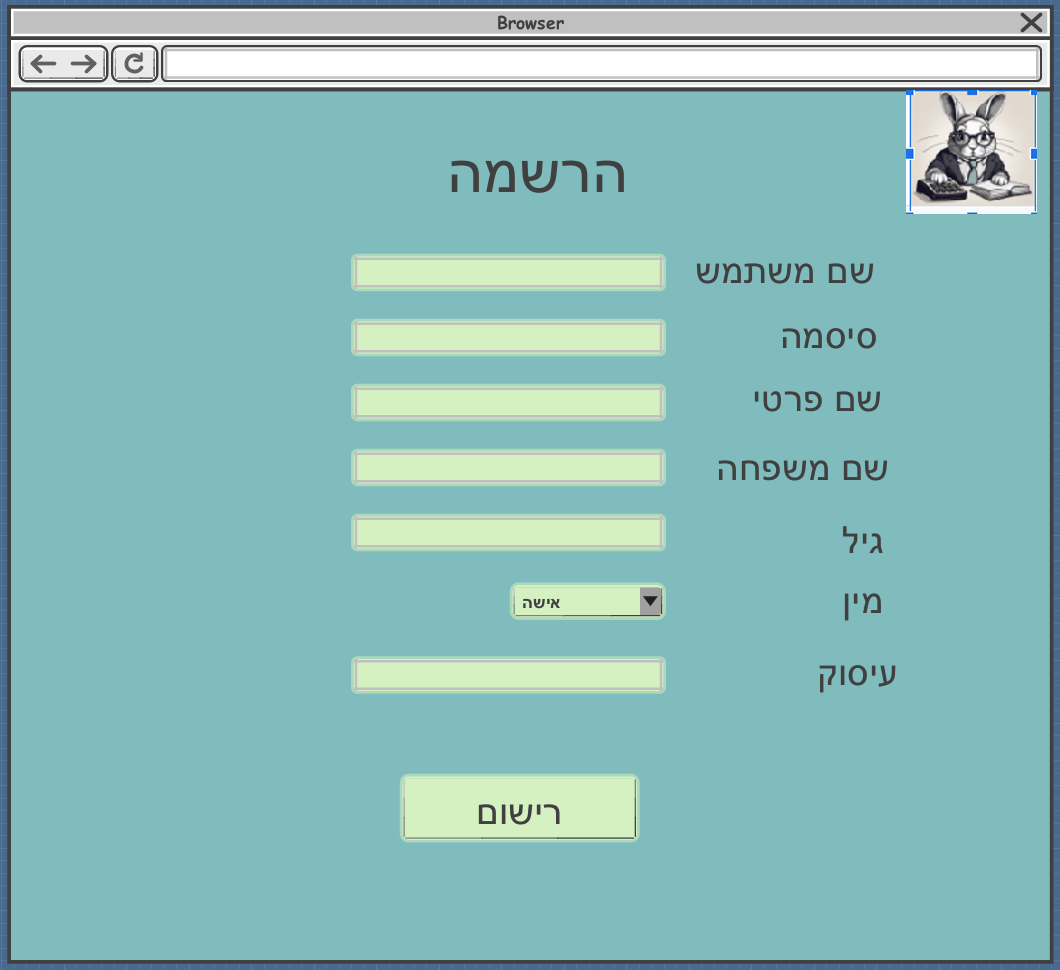 Browser
הרשמה
שם משתמש
סיסמה
שם פרטי
שם משפחה
גיל
מין
אישה
עיסוק
רישום